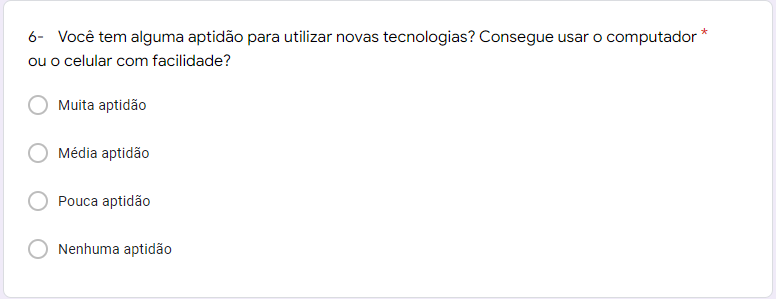 6- Você tem alguma aptidão para utilizar novas tecnologias? Consegue usar o computador *
ou o celular com facilidade?
Muita aptidão
Média aptidão
Pouca aptidão
Nenhuma aptidão